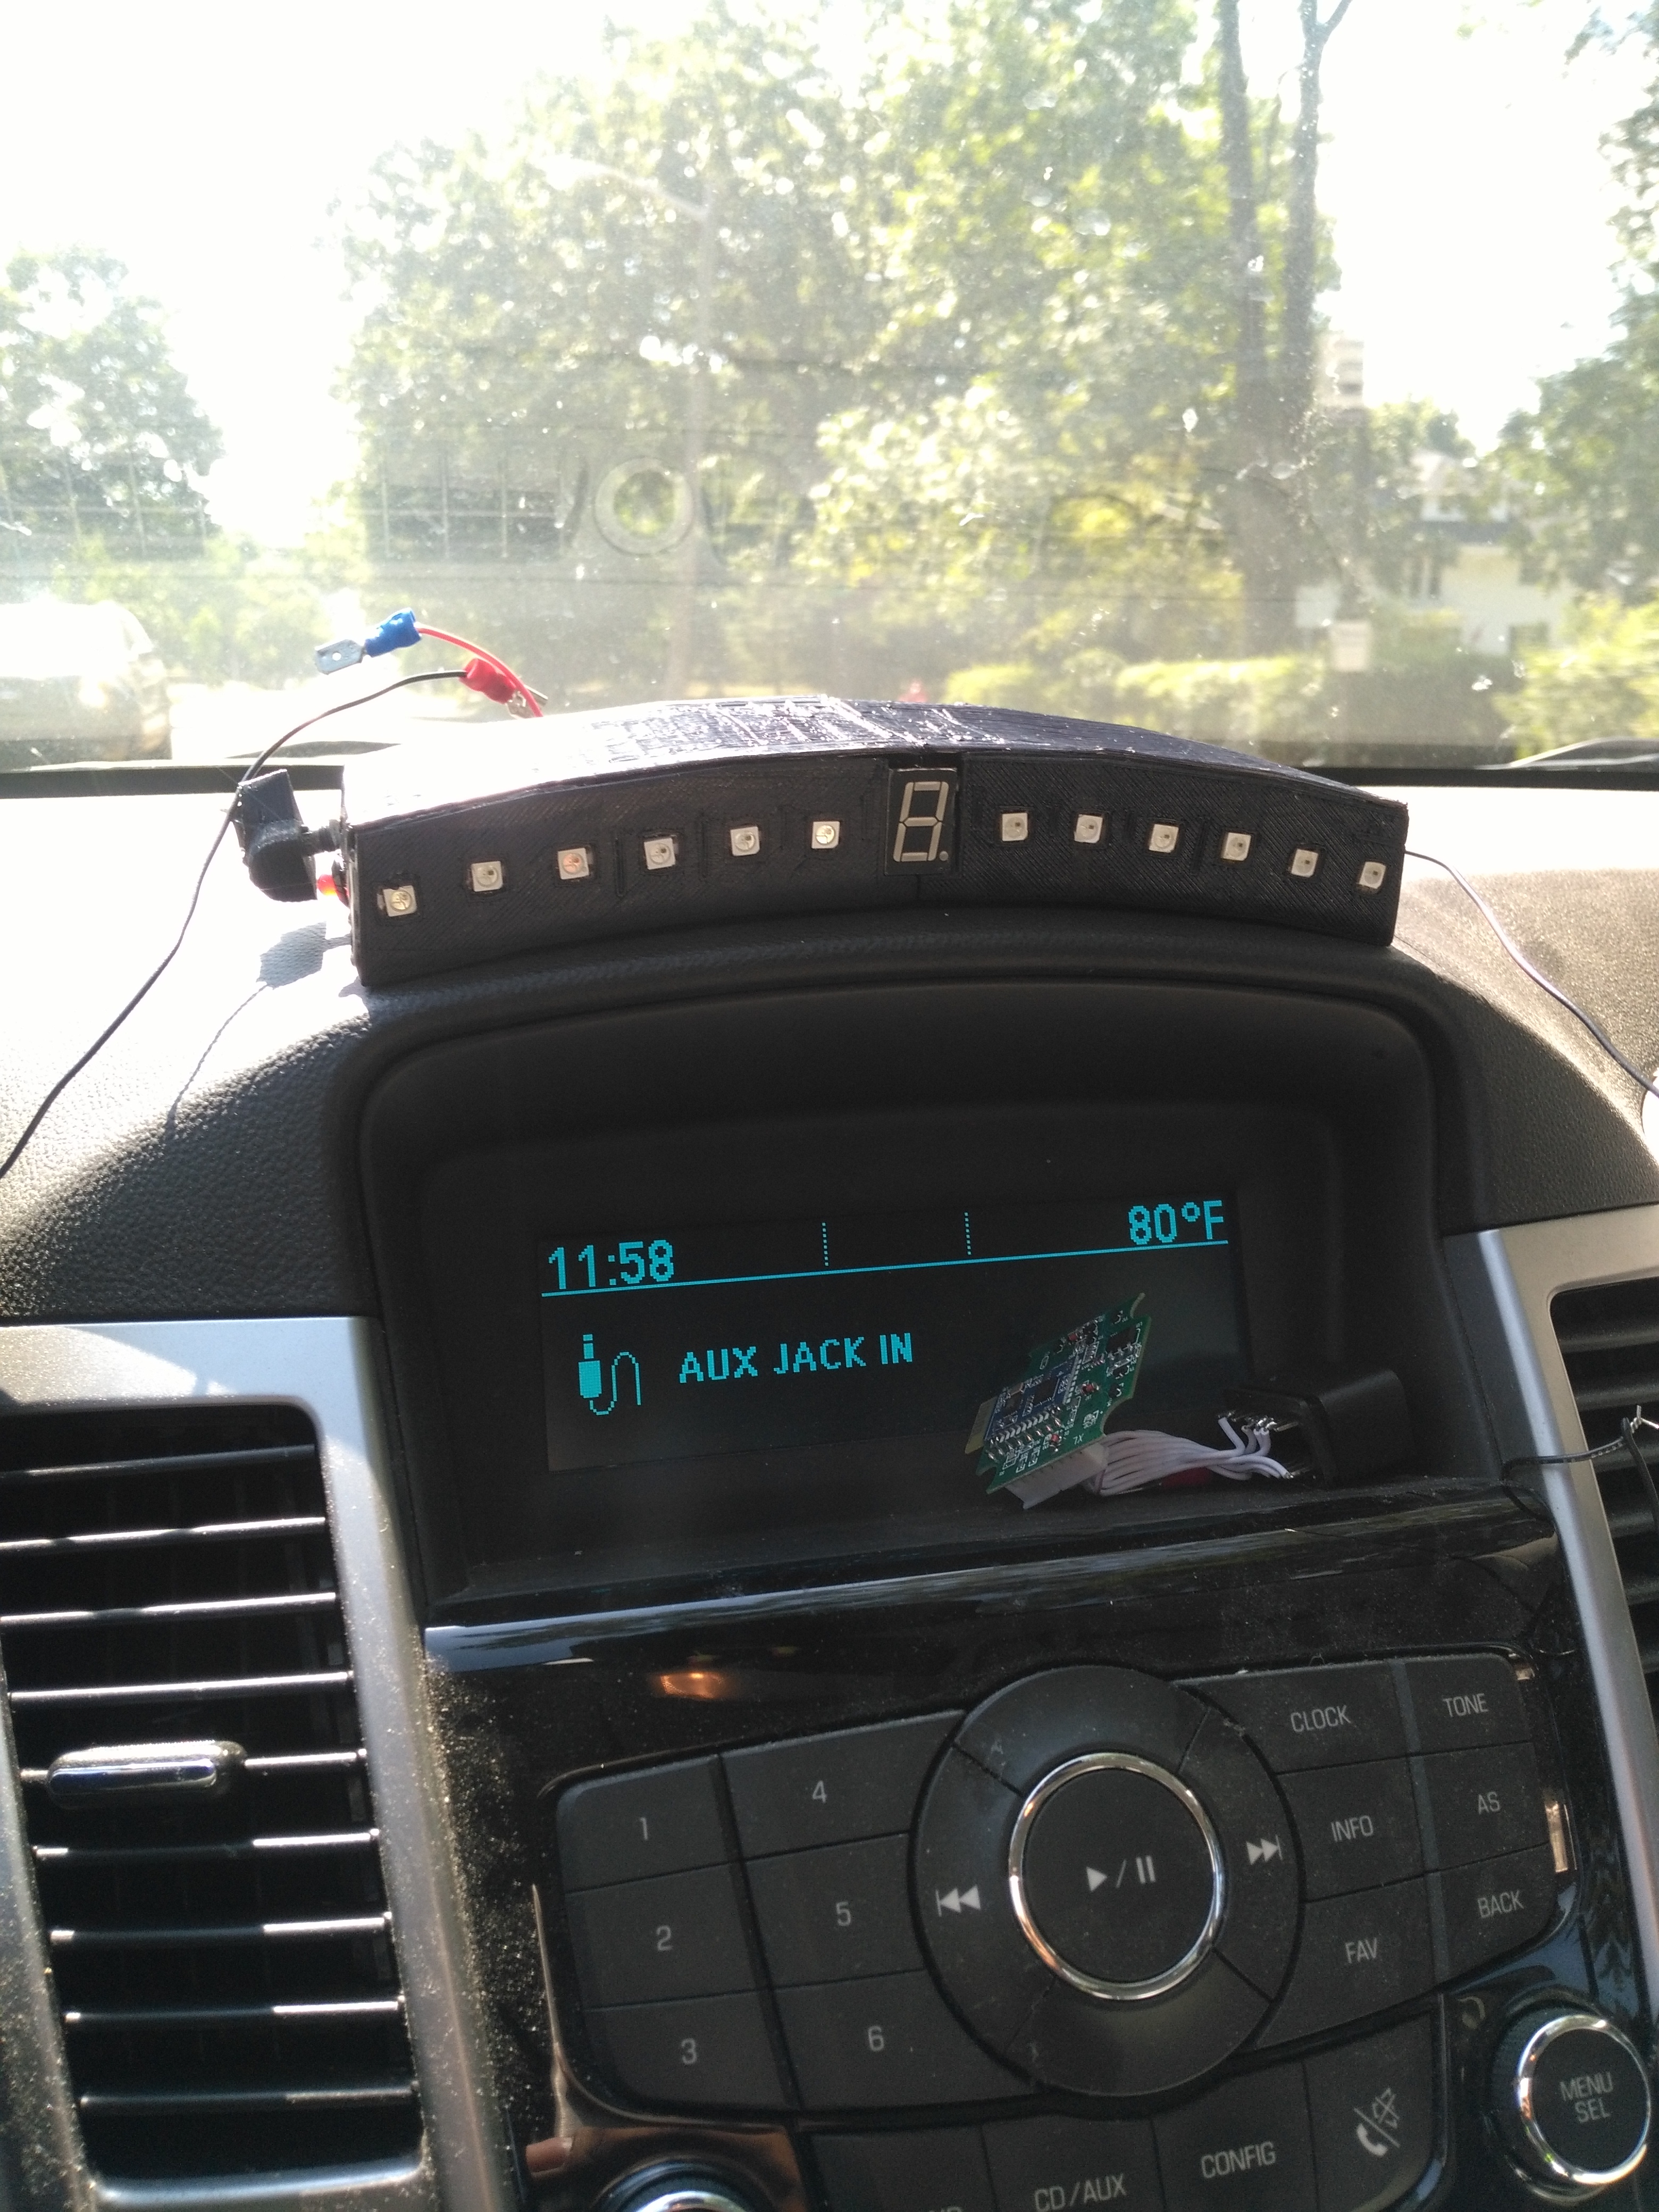 11:58
80°F
AUX JACK IN
CLOCK
TONE
1
4
INFO
AS
2
5
FAV
BACK
3
6
MENU
SEL
CD/AUX
CONFIG